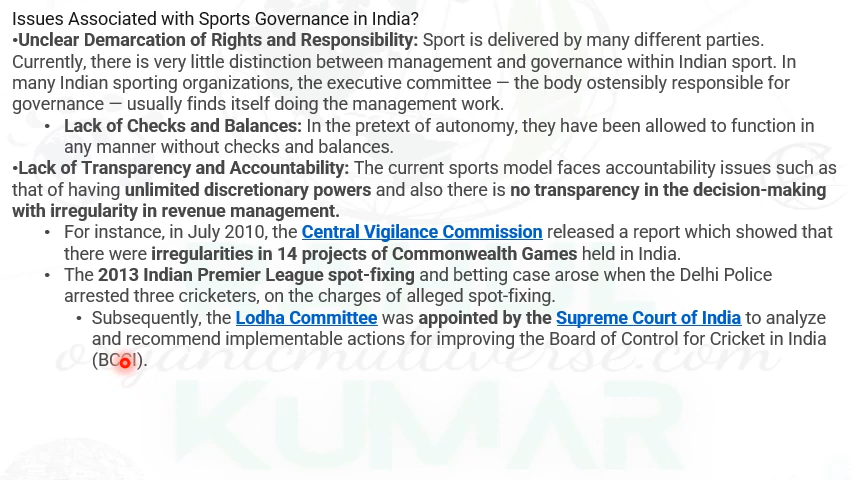 Issues Associated with Sports Governance in India?
•Unclear Demarcation of Rights and Responsibility: Sport is delivered by many different parties.
Currently, there is very little distinction between management and governance within Indian sport. In
many Indian sporting organizations, the executive committee — the body ostensibly responsible for
governance — usually finds itself doing the management work.
• Lack of Checks and Balances: In the pretext of autonomy, they have been allowed to function in
any manner without checks and balances.
•Lack of Transparency and Accountability: The current sports model faces accountability issues such as
that of having unlimited discretionary powers and also there is no transparency in the decision-making
with irregularity in revenue management.
• For instance, in July 2010, the Central Vigilance Commission released a report which showed that
there were irregularities in 14 projects of Commonwealth Games held in India.
• The 2013 Indian Premier League spot-fixing and betting case arose when the Delhi Police
arrested three cricketers, on the charges of alleged spot-fixing.
• Subsequently, the Lodha Committee was appointed by the Supreme Court of India to analyze
and recommend implementable actions for improving the Board of Control for Cricket in India
(BCCI).
organicmultiverse.com
KUMAR